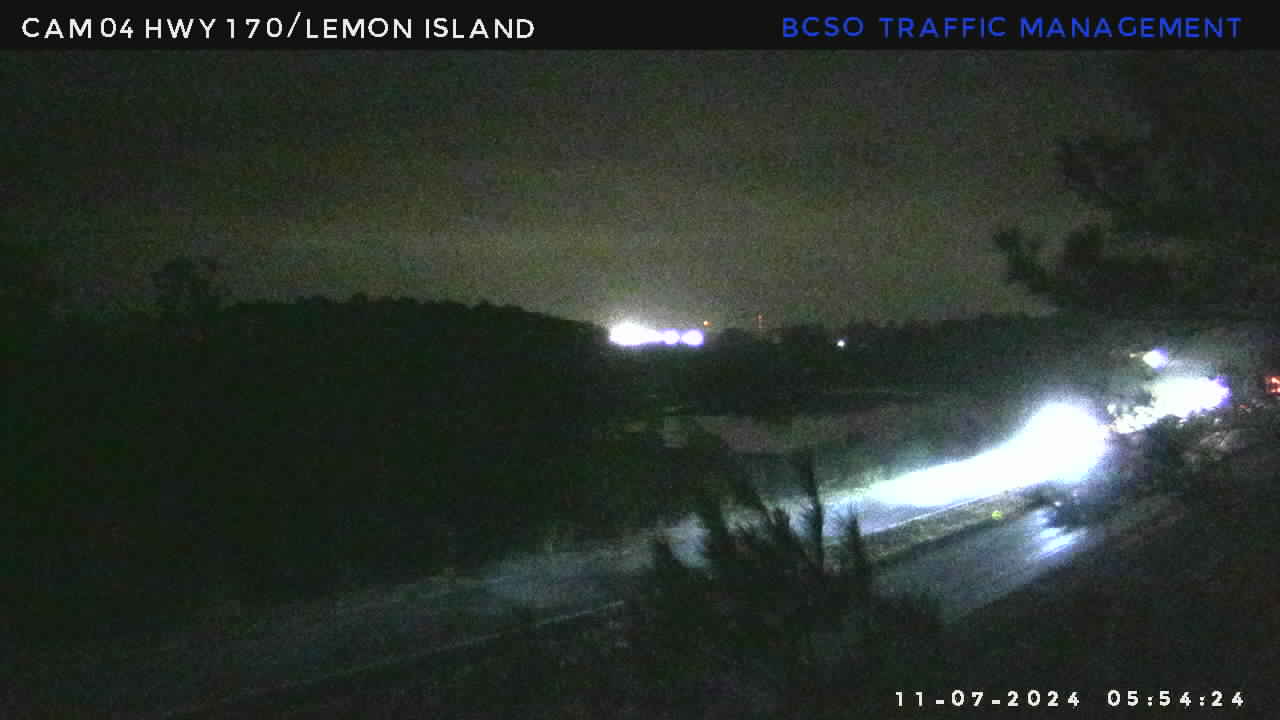 CAM04 HWY 170/LEMON ISLAND
BCSO TRAFFIC MANAGEMENT
11-07-2024 05:54:24